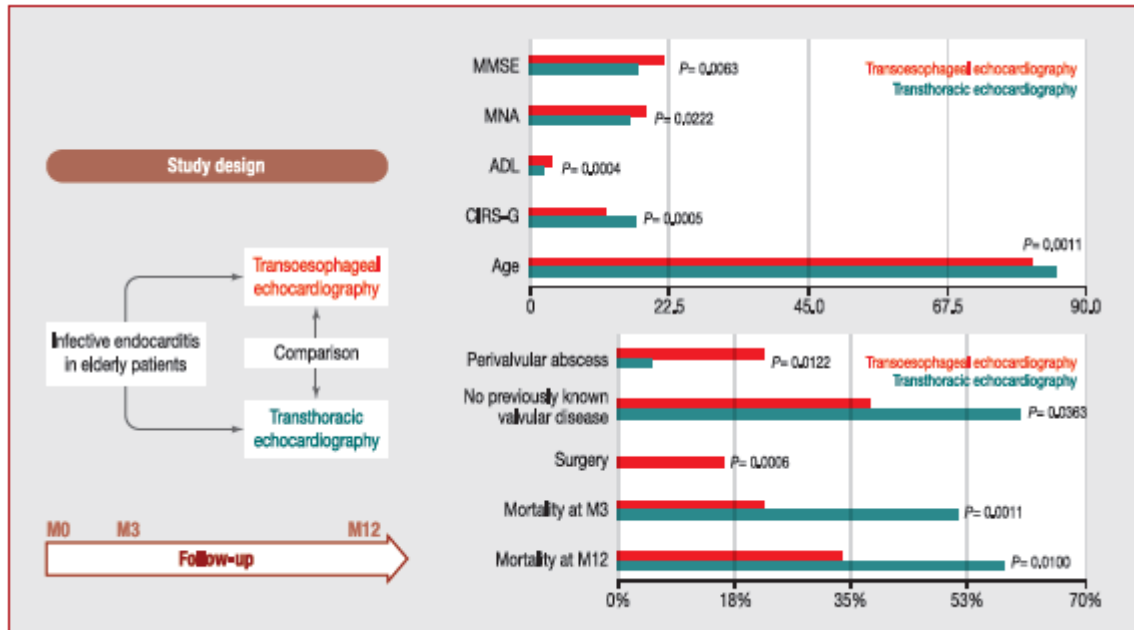 Study design
Transoesophageal
echocardiography
Infective endocarditis
in elderly patients
Comparison
Transthoracic
echocardiography
M0 M3 M12
Follow-up
MMSE
P= 0.0063
MNA
P= 0.0222
ADL
P= 0.0004
CIRS-G
P= 0.0005
Age
P= 0.0011
Transoesophageal echocardiography
Transthoracic echocardiography
0 22.5 45.0 67.5 90.0
Perivalvular abscess
P= 0.0122
Transoesophageal echocardiography
Transthoracic echocardiography
No previously known
valvular disease
P= 0.0363
Surgery
P= 0.0006
Mortality at M3
P= 0.0011
Mortality at M12
P= 0.0100
0% 18% 35% 53% 70%